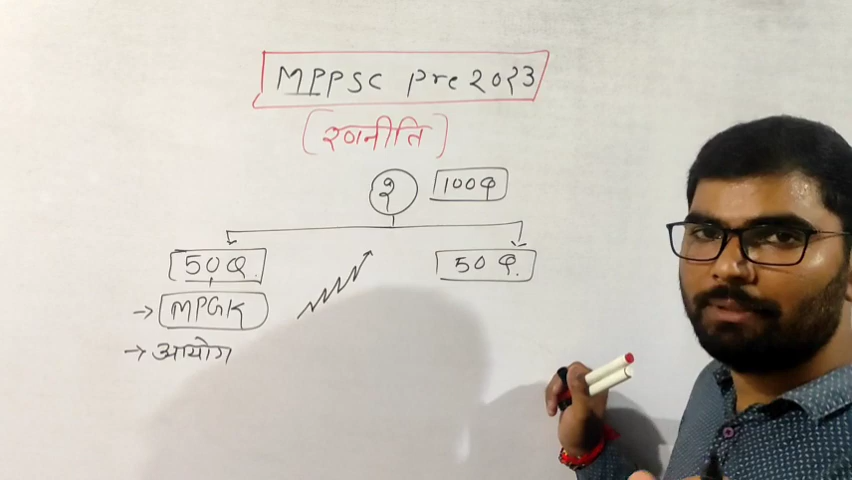 MPPSC Pre 2023
(रणनीति)
2 100Q
50Q. 50Q.
→ MPGK
→ आयोग